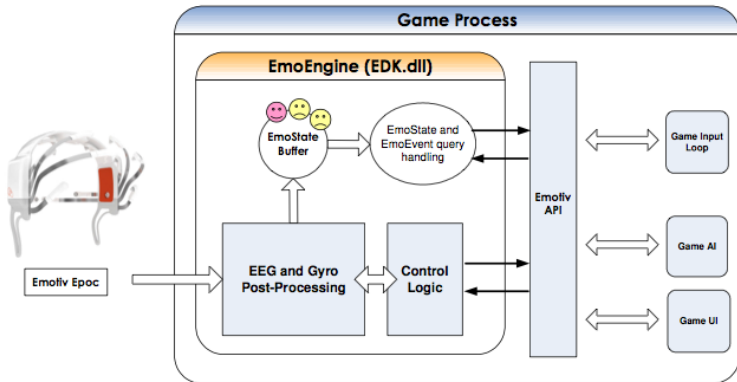 Game Process
EmoEngine (EDK.dll)
EmoState
Buffer
EmoState and
EmoEvent query
handling
Game Input
Loop
Emotiv
API
Game AI
EEG and Gyro
Post-Processing
Control
Logic
Emotiv Epoc
Game UI